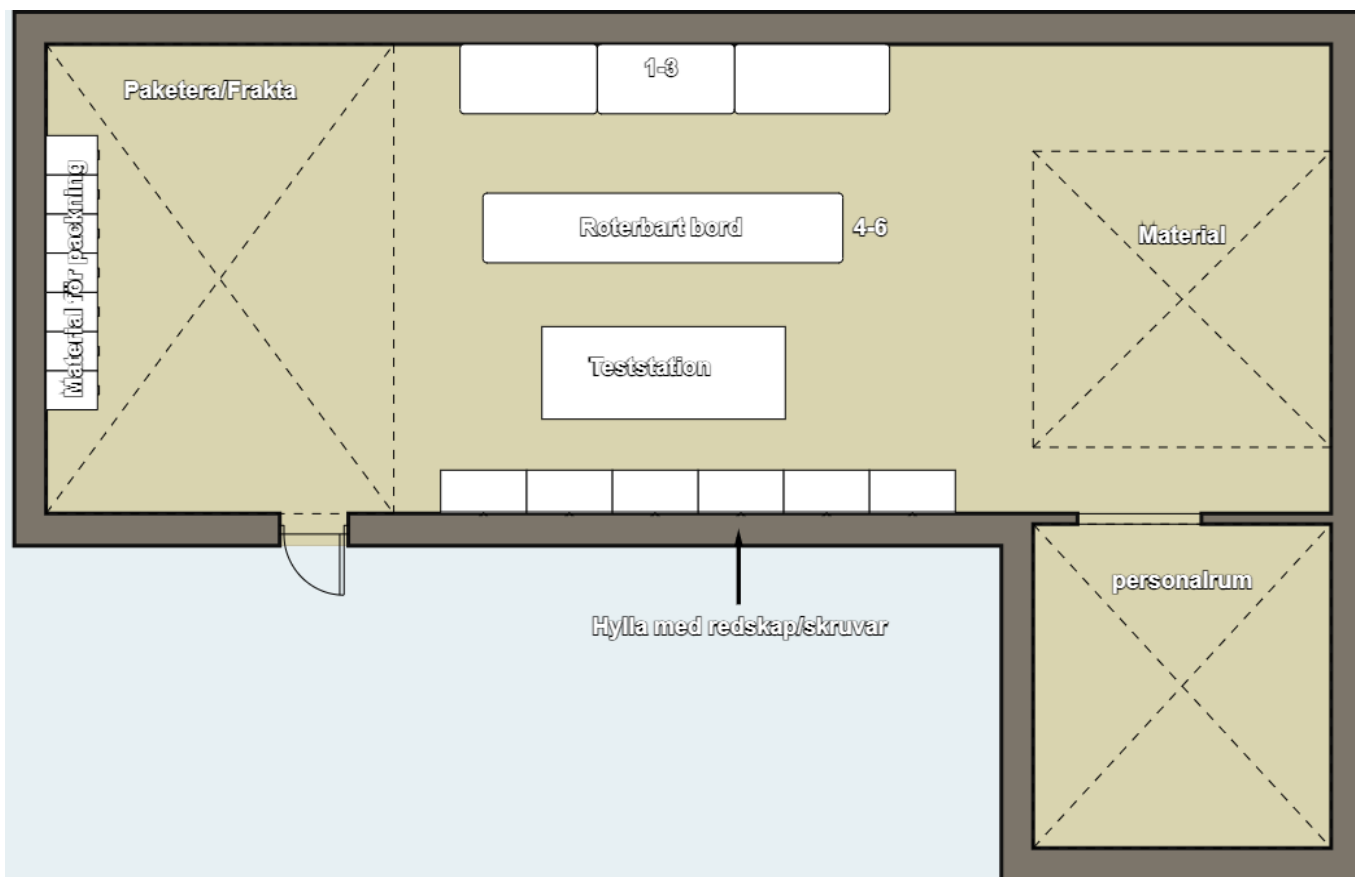 Paketera/Frakta
1-3
Material för packning
Roterbart bord
4-6
Material
Teststation
personalrum
Hylla med redskap/skruvar